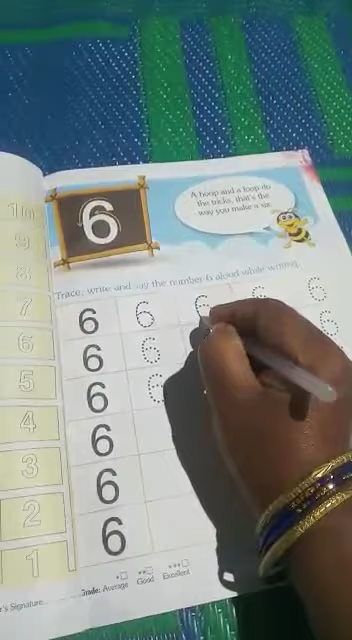 6
A hoop and a loop do
the tricks, that's the
way you make a six
Trace, write and say the number 6 aloud while writing.
10
9
8
7
6
5
4
3
2
1
6 6 6 6 6
6 6 6
6 6
6
6
6
's Signature
Grade: Average Good Excellent